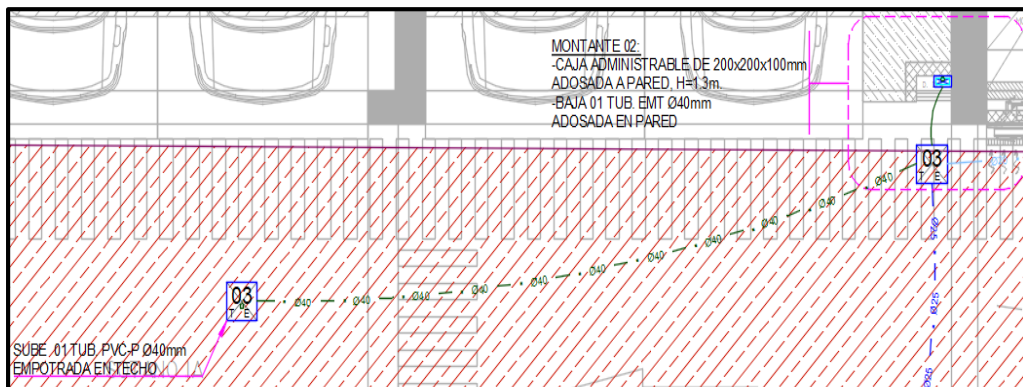 MONTANTE 02:
-CAJA ADMINISTRABLE DE 200x200x100mm
ADOSADA A PARED, H=1.3m.
-BAJA 01 TUB. EMT Ø40mm
ADOSADA EN PARED
03
T E
Ø40
Ø40
Ø40
Ø40
Ø40
Ø40
Ø40
Ø40
Ø40
Ø40
Ø40
Ø25
Ø25
Ø25
03
T E
SUBE 01 TUB. PVC-P Ø40mm
EMPOTRADA EN TECHO